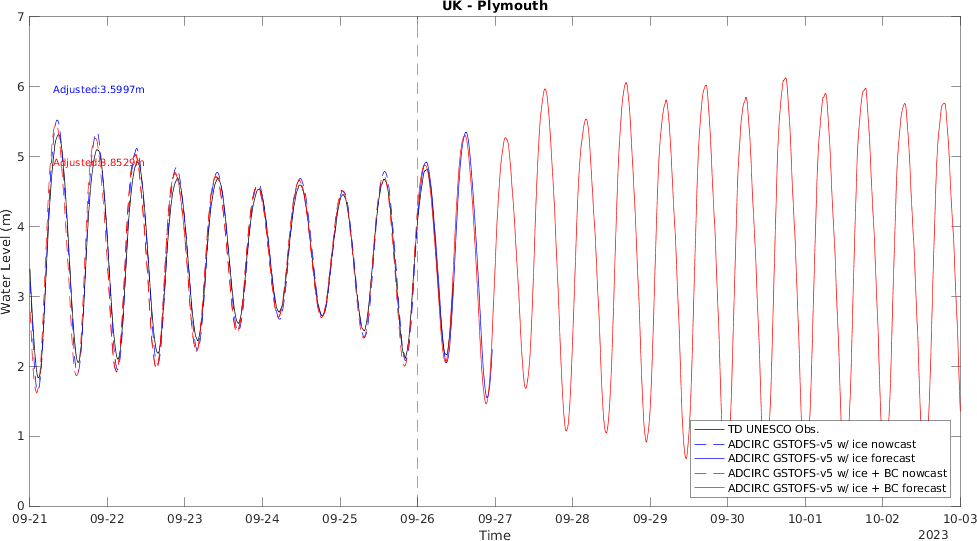 UK - Plymouth
7
6
5
4
3
2
1
0
Water Level (m)
Adjusted:3.5997m
Adjusted:3.8529m
TD UNESCO Obs.
ADCIRC GSTOFS-v5 w/ ice nowcast
ADCIRC GSTOFS-v5 w/ ice forecast
ADCIRC GSTOFS-v5 w/ ice + BC nowcast
ADCIRC GSTOFS-v5 w/ ice + BC forecast
09-21 09-22 09-23 09-24 09-25 09-26 09-27 09-28 09-29 09-30 10-01 10-02 10-03
Time
2023